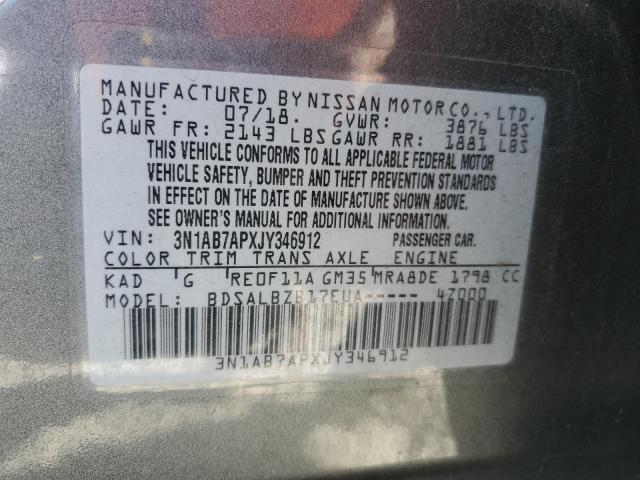 MANUFACTURED BY NISSAN MOTOR CO., LTD.
DATE: 07/18. GVWR: 3876 LBS
GAWR FR: 2143 LBS GAWR RR: 1881 LBS
THIS VEHICLE CONFORMS TO ALL APPLICABLE FEDERAL MOTOR
VEHICLE SAFETY, BUMPER AND THEFT PREVENTION STANDARDS
IN EFFECT ON THE DATE OF MANUFACTURE SHOWN ABOVE.
SEE OWNER'S MANUAL FOR ADDITIONAL INFORMATION.
VIN: 3N1AB7APXJY346912 PASSENGER CAR.
COLOR TRIM TRANS AXLE ENGINE
KAD G RE0F11A GM35 MRA8DE 1798 CC
MODEL: BDSALBZB17EUA----- 4Z000
3N1AB7APXJY346912